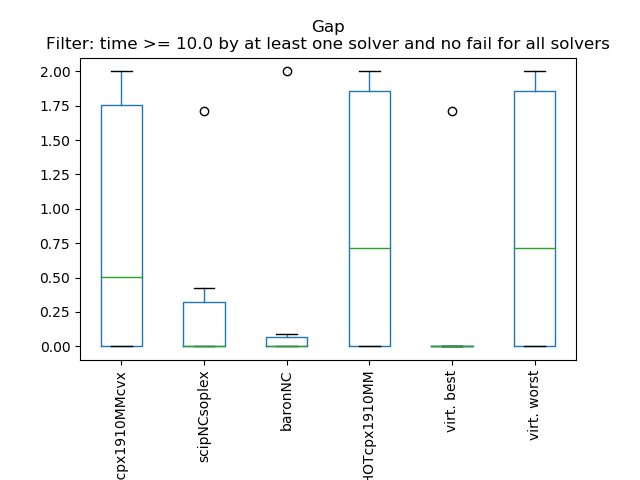 Gap
Filter: time >= 10.0 by at least one solver and no fail for all solvers
2.00
1.75
1.50
1.25
1.00
0.75
0.50
0.25
0.00
cpx1910MMcvx
scipNCsoplex
baronNC
HOTcpx1910MM
virt. best
virt. worst